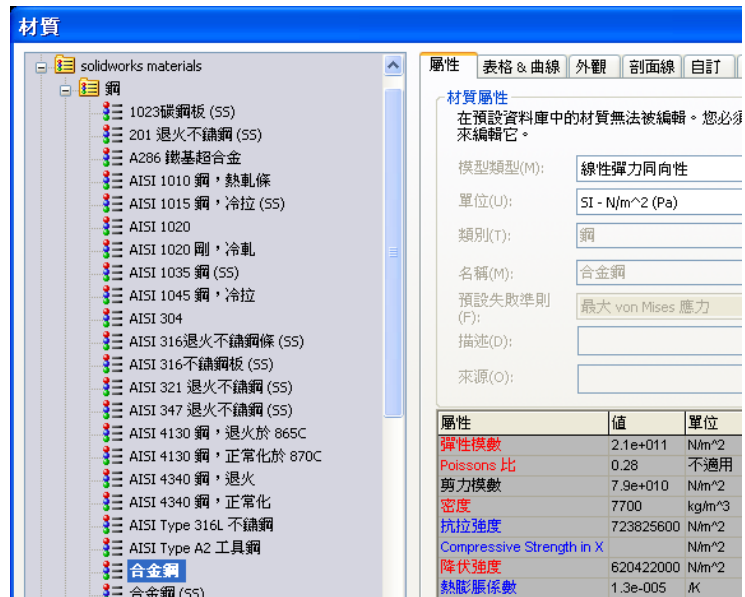 材質
solidworks materials
鋼
1023碳鋼板 (SS)
201 退火不鏽鋼 (SS)
A286 鐵基超合金
AISI 1010 鋼，熱軋條
AISI 1015 鋼，冷拉 (SS)
AISI 1020
AISI 1020 剛，冷軋
AISI 1035 鋼 (SS)
AISI 1045 鋼，冷拉
AISI 304
AISI 316退火不鏽鋼條 (SS)
AISI 316不鏽鋼板 (SS)
AISI 321 退火不鏽鋼 (SS)
AISI 347 退火不鏽鋼 (SS)
AISI 4130 鋼，退火於 865C
AISI 4130 鋼，正常化於 870C
AISI 4340 鋼，退火
AISI 4340 鋼，正常化
AISI Type 316L 不鏽鋼
AISI Type A2 工具鋼
合金鋼
合金鋼 (SS)
屬性 表格 & 曲線 外觀 剖面線 自訂
材質屬性
在預設資料庫中的材質無法被編輯。您必須
來編輯它。
模型類型(M): 線性彈力同向性
單位(U): SI - N/m^2 (Pa)
類別(T): 鋼
名稱(M): 合金鋼
預設失敗準則
(F): 最大 von Mises 應力
描述(D):
來源(O):
屬性 值 單位
彈性模數 2.1e+011 N/m^2
Poissons 比 0.28 不適用
剪力模數 7.9e+010 N/m^2
密度 7700 kg/m^3
抗拉強度 723825600 N/m^2
Compressive Strength in X N/m^2
降伏強度 620422000 N/m^2
熱膨脹係數 1.3e-005 /K